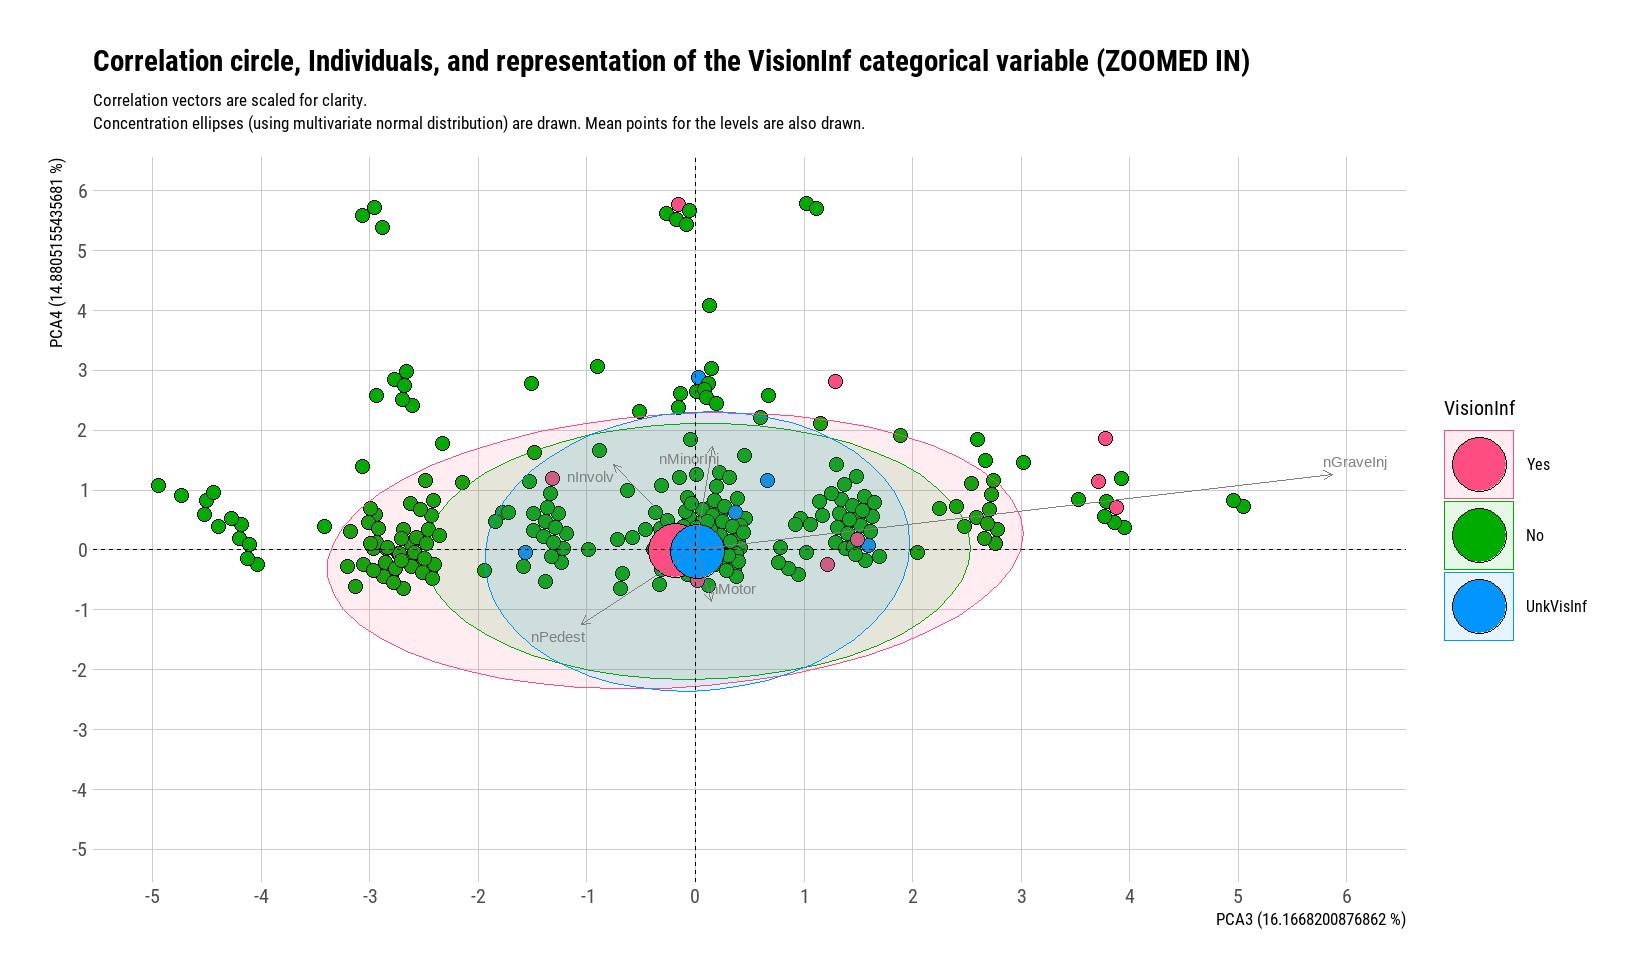 Correlation circle, Individuals, and representation of the VisionInf categorical variable (ZOOMED IN)
Correlation vectors are scaled for clarity.
Concentration ellipses (using multivariate normal distribution) are drawn. Mean points for the levels are also drawn.
PCA4 (14.8805155435681 %)
6
5
4
3
2
1
0
-1
-2
-3
-4
-5
nMinorInj
nInvolv
nGraveInj
nMotor
nPedest
-5 -4 -3 -2 -1 0 1 2 3 4 5 6
PCA3 (16.1668200876862 %)
VisionInf
Yes
No
UnkVisInf